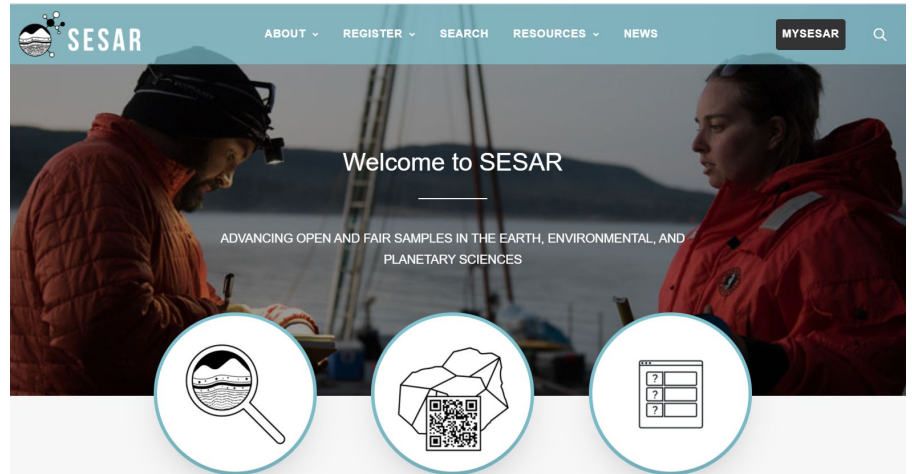 SESAR
ABOUT
REGISTER
SEARCH
RESOURCES
NEWS
MYSESAR
Welcome to SESAR
ADVANCING OPEN AND FAIR SAMPLES IN THE EARTH, ENVIRONMENTAL, AND
PLANETARY SCIENCES
?
?
?